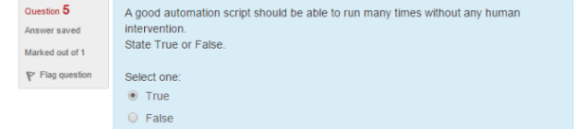 Question 5
Answer saved
Marked out of 1
Flag question
A good automation script should be able to run many times without any human
intervention.
State True or False.
Select one:
True
False